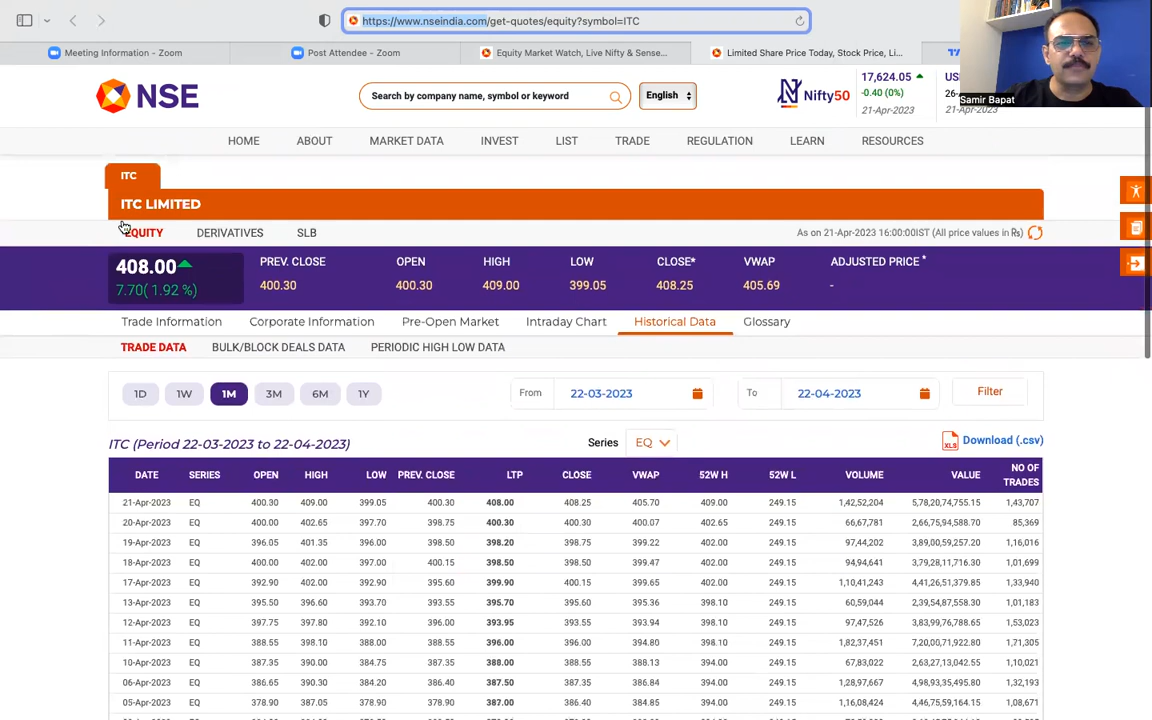 https://www.nseindia.com/get-quotes/equity?symbol=ITC
Meeting Information - Zoom
Post Attendee - Zoom
Equity Market Watch, Live Nifty & Sense...
Limited Share Price Today, Stock Price, Li...
NSE
Search by company name, symbol or keyword
English
Nifty50
17,624.05
-0.40 (0%)
21-Apr-2023
Samir Bapat
21-Apr-2023
HOME ABOUT MARKET DATA INVEST LIST TRADE REGULATION LEARN RESOURCES
ITC
ITC LIMITED
EQUITY DERIVATIVES SLB
As on 21-Apr-2023 16:00:00IST (All price values in ₨)
408.00
7.70( 1.92 %)
PREV. CLOSE OPEN HIGH LOW CLOSE* VWAP ADJUSTED PRICE *
400.30 400.30 409.00 399.05 408.25 405.69 -
Trade Information Corporate Information Pre-Open Market Intraday Chart Historical Data Glossary
TRADE DATA BULK/BLOCK DEALS DATA PERIODIC HIGH LOW DATA
1D 1W 1M 3M 6M 1Y
From 22-03-2023 To 22-04-2023 Filter
ITC (Period 22-03-2023 to 22-04-2023)
Series EQ
XLS Download (.csv)
DATE SERIES OPEN HIGH LOW PREV. CLOSE LTP CLOSE VWAP 52W H 52W L VOLUME VALUE NO OF TRADES
21-Apr-2023 EQ 400.30 409.00 399.05 400.30 408.00 408.25 405.70 409.00 249.15 1,42,52,204 5,78,20,74,755.15 1,43,707
20-Apr-2023 EQ 400.00 402.65 397.70 398.75 400.30 400.30 400.07 402.65 249.15 66,67,781 2,66,75,94,588.70 85,369
19-Apr-2023 EQ 396.05 401.35 396.00 398.50 398.20 398.75 399.22 402.00 249.15 97,44,202 3,89,00,59,257.20 1,16,016
18-Apr-2023 EQ 400.00 402.00 397.00 400.15 398.50 398.50 399.47 402.00 249.15 94,94,641 3,79,28,11,716.30 1,01,699
17-Apr-2023 EQ 392.90 402.00 392.90 395.60 399.90 400.15 399.65 402.00 249.15 1,10,41,243 4,41,26,51,379.85 1,33,940
13-Apr-2023 EQ 395.50 396.60 393.70 393.55 395.70 395.60 395.36 398.10 249.15 60,59,044 2,39,54,87,558.30 1,01,183
12-Apr-2023 EQ 397.75 397.80 392.10 396.00 393.95 393.55 393.94 398.10 249.15 97,47,526 3,83,99,76,788.65 1,53,023
11-Apr-2023 EQ 388.55 398.10 388.00 388.55 396.00 396.00 394.80 398.10 249.15 1,82,37,451 7,20,00,71,922.80 1,71,305
10-Apr-2023 EQ 387.35 390.00 384.75 387.35 388.00 388.55 388.13 394.00 249.15 67,83,022 2,63,27,13,042.55 1,10,021
06-Apr-2023 EQ 386.65 390.30 384.20 386.40 387.50 387.35 386.84 394.00 249.15 1,28,97,667 4,98,93,35,495.80 1,32,193
05-Apr-2023 EQ 378.90 387.05 378.90 378.90 387.00 386.40 384.85 394.00 249.15 1,16,08,424 4,46,75,59,164.15 1,08,671